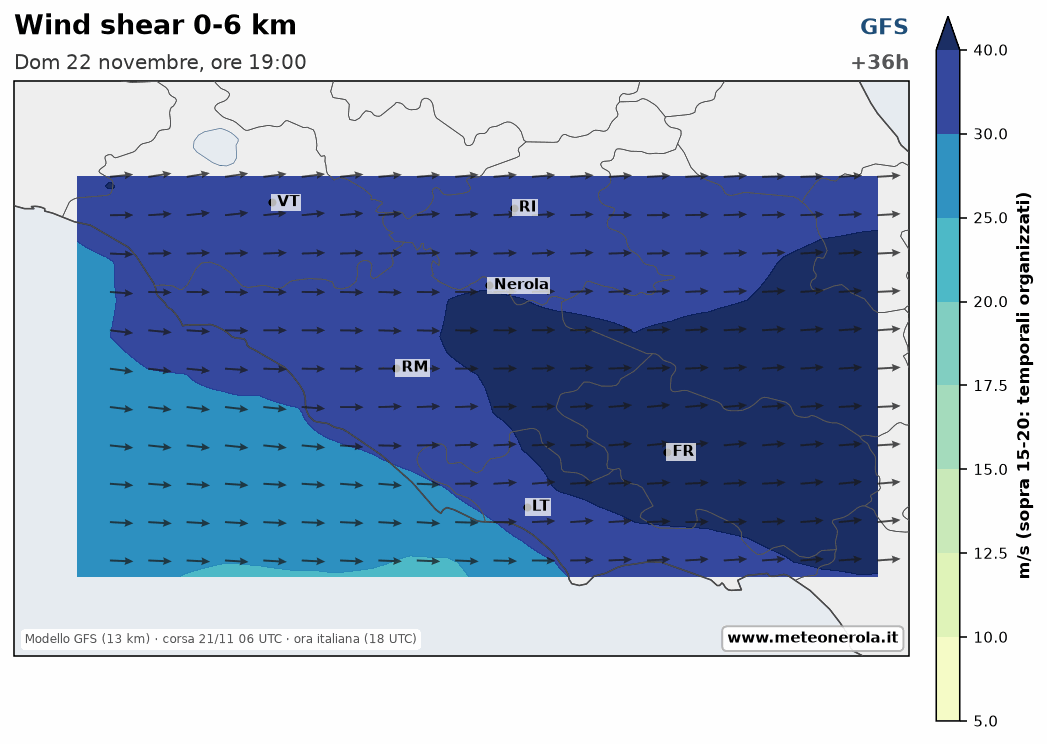 Wind shear 0-6 km
GFS
Dom 22 novembre, ore 19:00
+36h
VT
RI
Nerola
RM
FR
LT
Modello GFS (13 km) · corsa 21/11 06 UTC · ora italiana (18 UTC)
www.meteonerola.it
40.0
30.0
25.0
20.0
17.5
15.0
12.5
10.0
5.0
m/s (sopra 15-20: temporali organizzati)